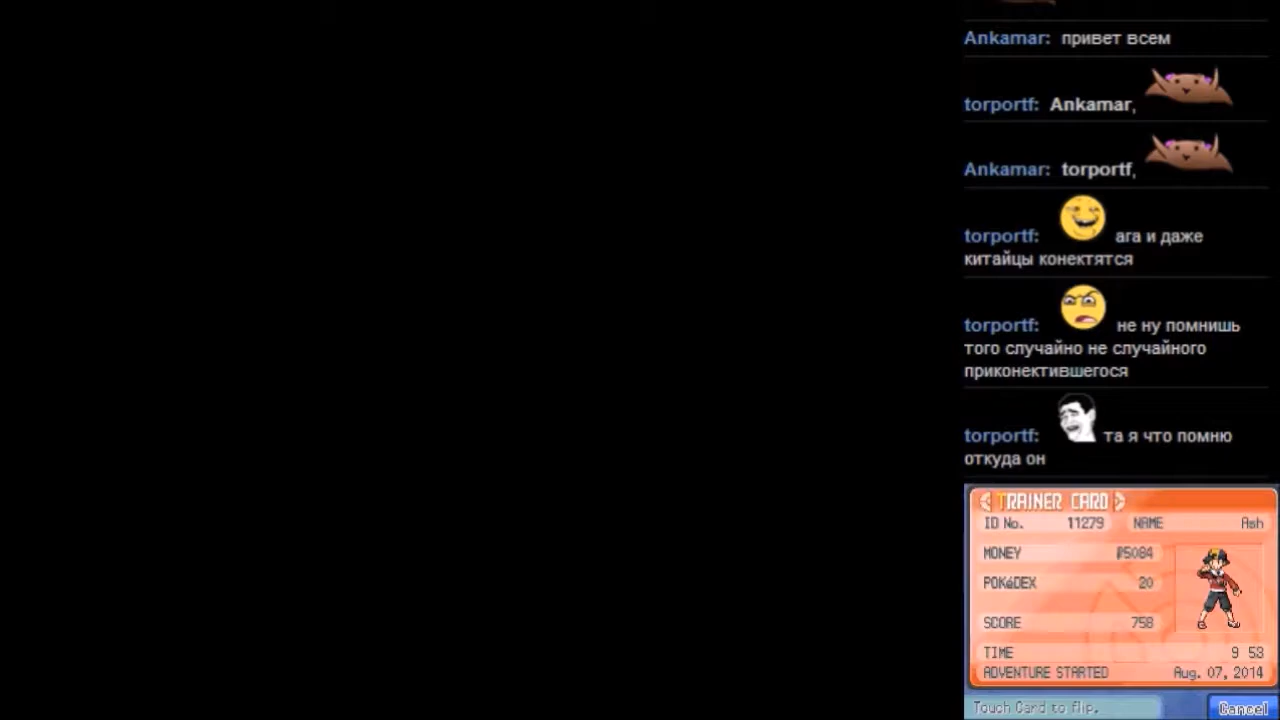 Ankamar: привет всем
torportf: Ankamar,
Ankamar: torportf,
torportf: ага и даже
китайцы конектятся
torportf: не ну помнишь
того случайно не случайного
приконектившегося
torportf: та я что помню
откуда он
TRAINER CARD
ID No. 11279 NAME Ash
MONEY ₽5084
POKéDEX 20
SCORE 758
TIME 9 53
ADVENTURE STARTED Aug. 07, 2014
Touch Card to flip. Cancel